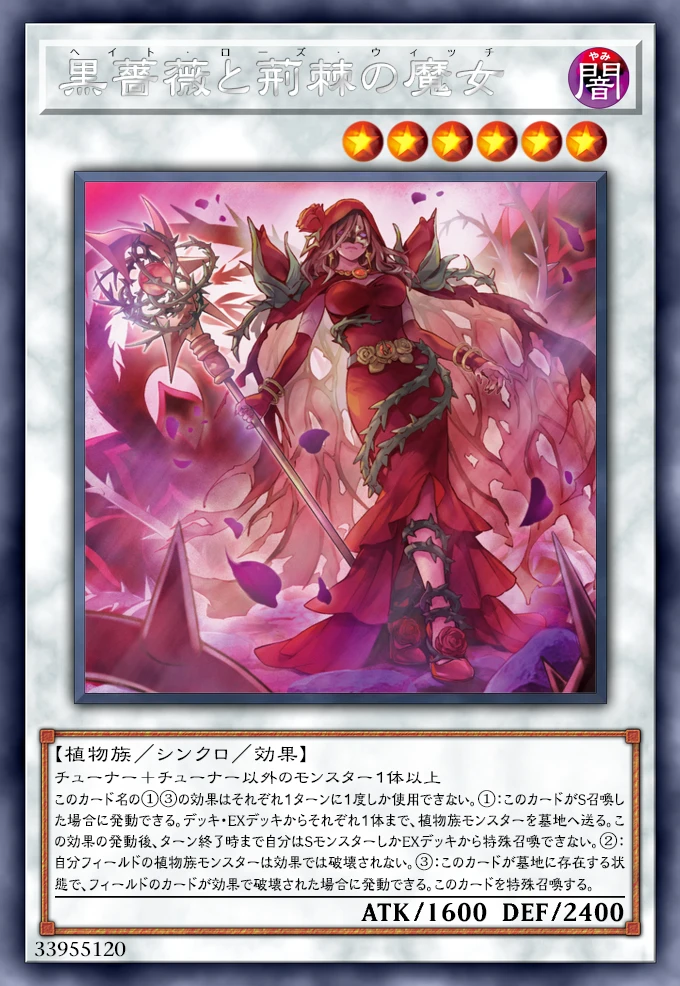 ヘイト・ローズ・ウィッチ
黒薔薇と荊棘の魔女
やみ
闇
【植物族／シンクロ／効果】
チューナー＋チューナー以外のモンスター1体以上
このカード名の①③の効果はそれぞれ1ターンに1度しか使用できない。①：このカードがS召喚し
た場合に発動できる。デッキ・EXデッキからそれぞれ1体まで、植物族モンスターを墓地へ送る。こ
の効果の発動後、ターン終了時まで自分はSモンスターしかEXデッキから特殊召喚できない。②：
自分フィールドの植物族モンスターは効果では破壊されない。③：このカードが墓地に存在する状
態で、フィールドのカードが効果で破壊された場合に発動できる。このカードを特殊召喚する。
ATK/1600 DEF/2400
33955120